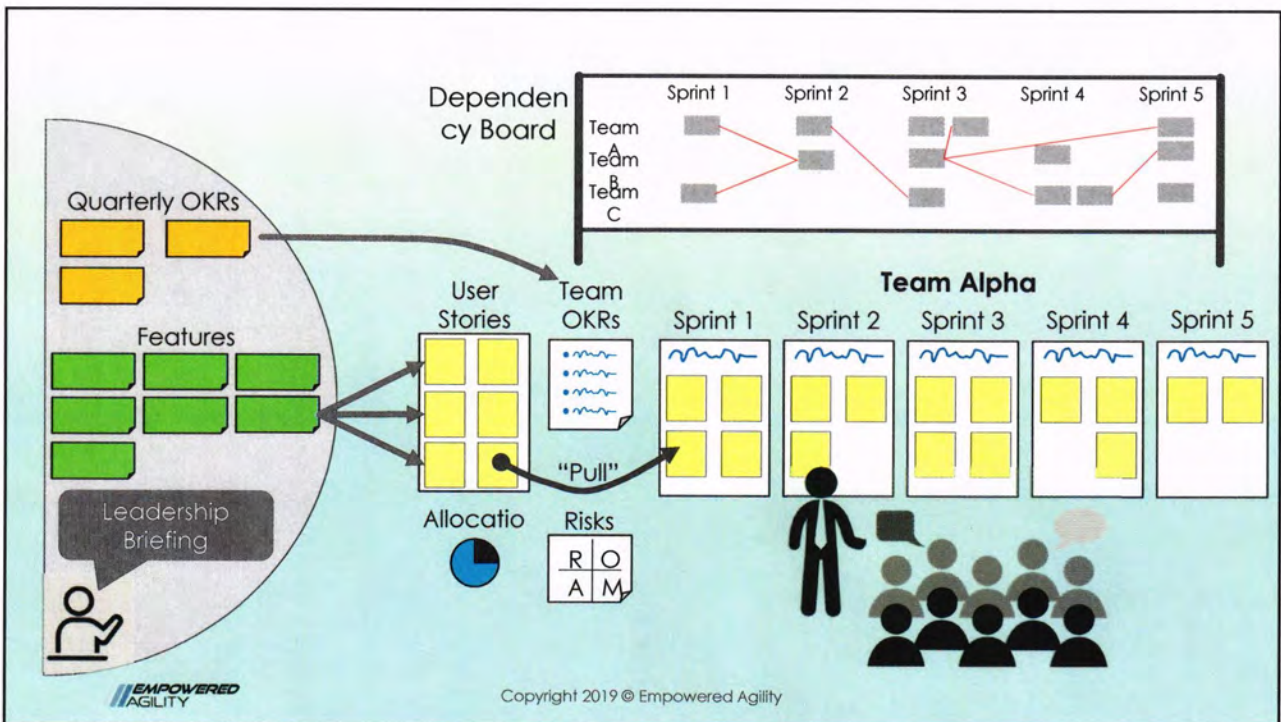 Dependen
cy Board
Sprint 1 Sprint 2 Sprint 3 Sprint 4 Sprint 5
Team
A
Team
B
Team
C
Quarterly OKRs
Features
Leadership
Briefing
User
Stories
Team
OKRs
"Pull"
Allocatio
Risks
R O
A M
Team Alpha
Sprint 1 Sprint 2 Sprint 3 Sprint 4 Sprint 5
EMPOWERED
AGILITY
Copyright 2019 © Empowered Agility